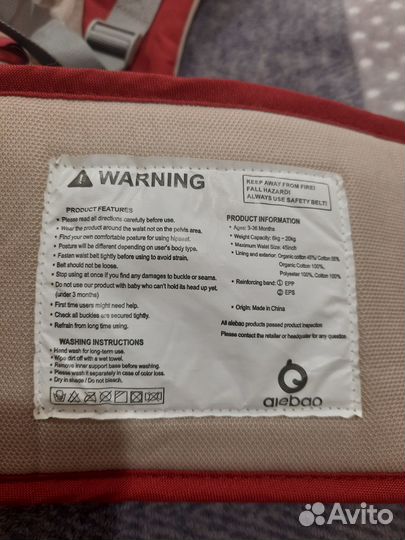 WARNING
KEEP AWAY FROM FIRE!
FALL HAZARD!
ALWAYS USE SAFETY BELT!
PRODUCT FEATURES
• Please read all directions carefully before use.
• Wear the product around the waist not on the pelvis area.
• Find your own comfortable posture using for hipseat.
• Posture will be different depending on user's body type.
• Fasten waist belt tightly before using to avoid strain.
• Belt should not be loose.
• Stop using at once if you find any damages to buckle or seams.
• Do not use our product with baby who can't hold its head up yet.
(under 3 months)
• First time users might need help.
• Check all buckles are secured tightly.
• Refrain from long time using.
WASHING INSTRUCTIONS
• Hand wash for long-term use.
• Wipe dirt off with a wet towel.
• Remove inner support base before washing.
• Please wash it separately in case of color loss.
• Dry in shade / Do not bleach.
PRODUCT INFORMATION
• Ages: 3-36 Months
• Weight Capacity: 6kg ~ 20kg
• Maximum Waist Size: 45inch
• Lining and exterior: Organic cotton 45% Cotton 55%
Organic Cotton 100%,
Polyester 100%, Cotton 100%
• Reinforcing band: ① EPP
② EPS
• Origin: Made in China
All aiebao products passed product inspection
Please contact the retailer or headquter for any question.
aiebao
Avito